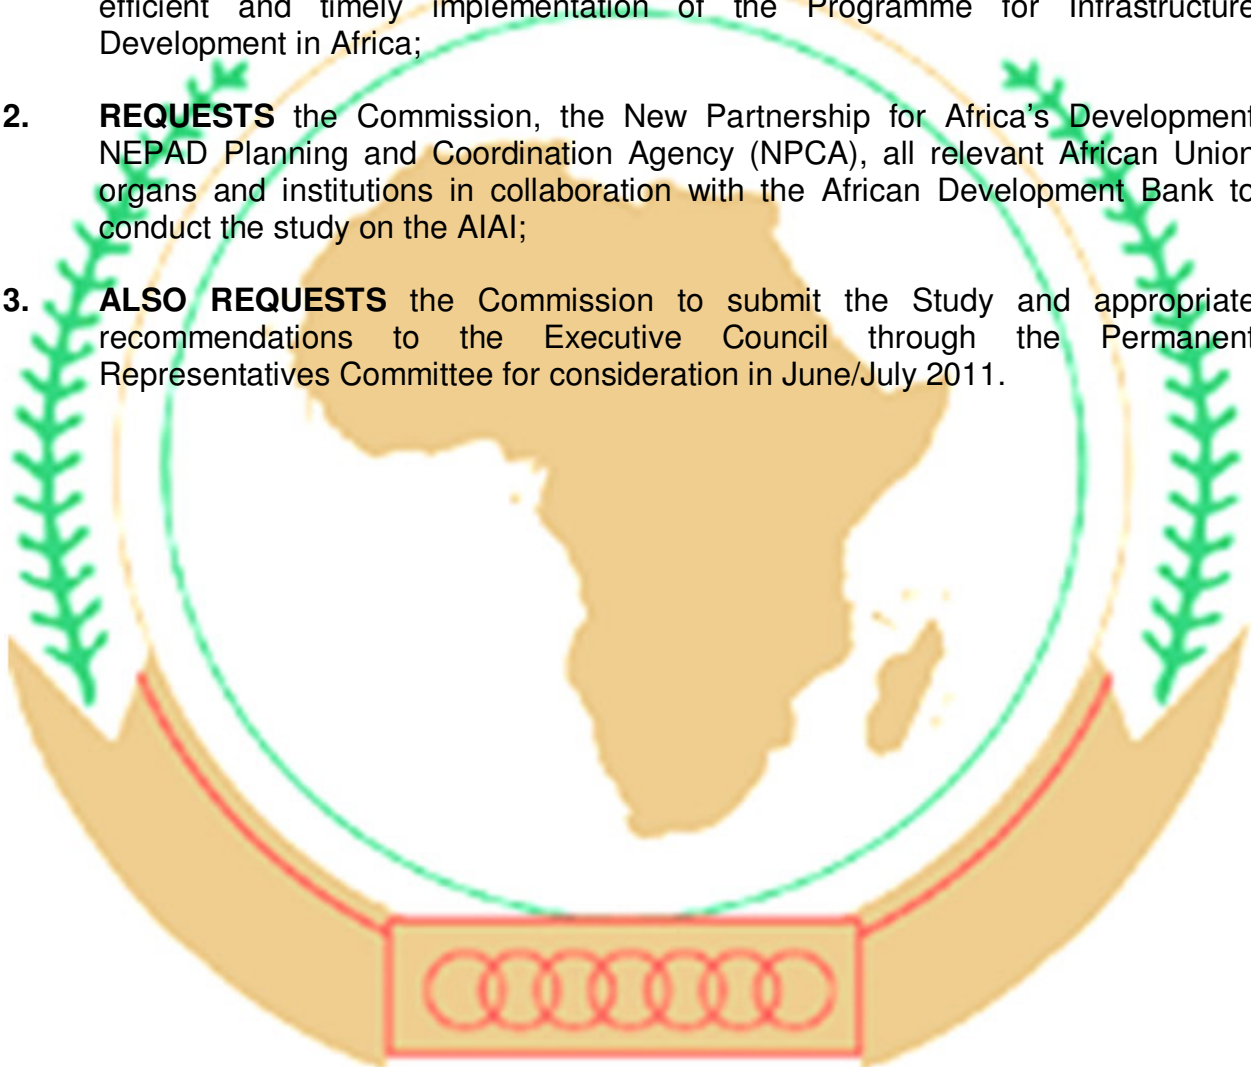 efficient and timely implementation of the Programme for Infrastructure
Development in Africa;
2. REQUESTS the Commission, the New Partnership for Africa’s Development
NEPAD Planning and Coordination Agency (NPCA), all relevant African Union
organs and institutions in collaboration with the African Development Bank to
conduct the study on the AIAI;
3. ALSO REQUESTS the Commission to submit the Study and appropriate
recommendations to the Executive Council through the Permanent
Representatives Committee for consideration in June/July 2011.